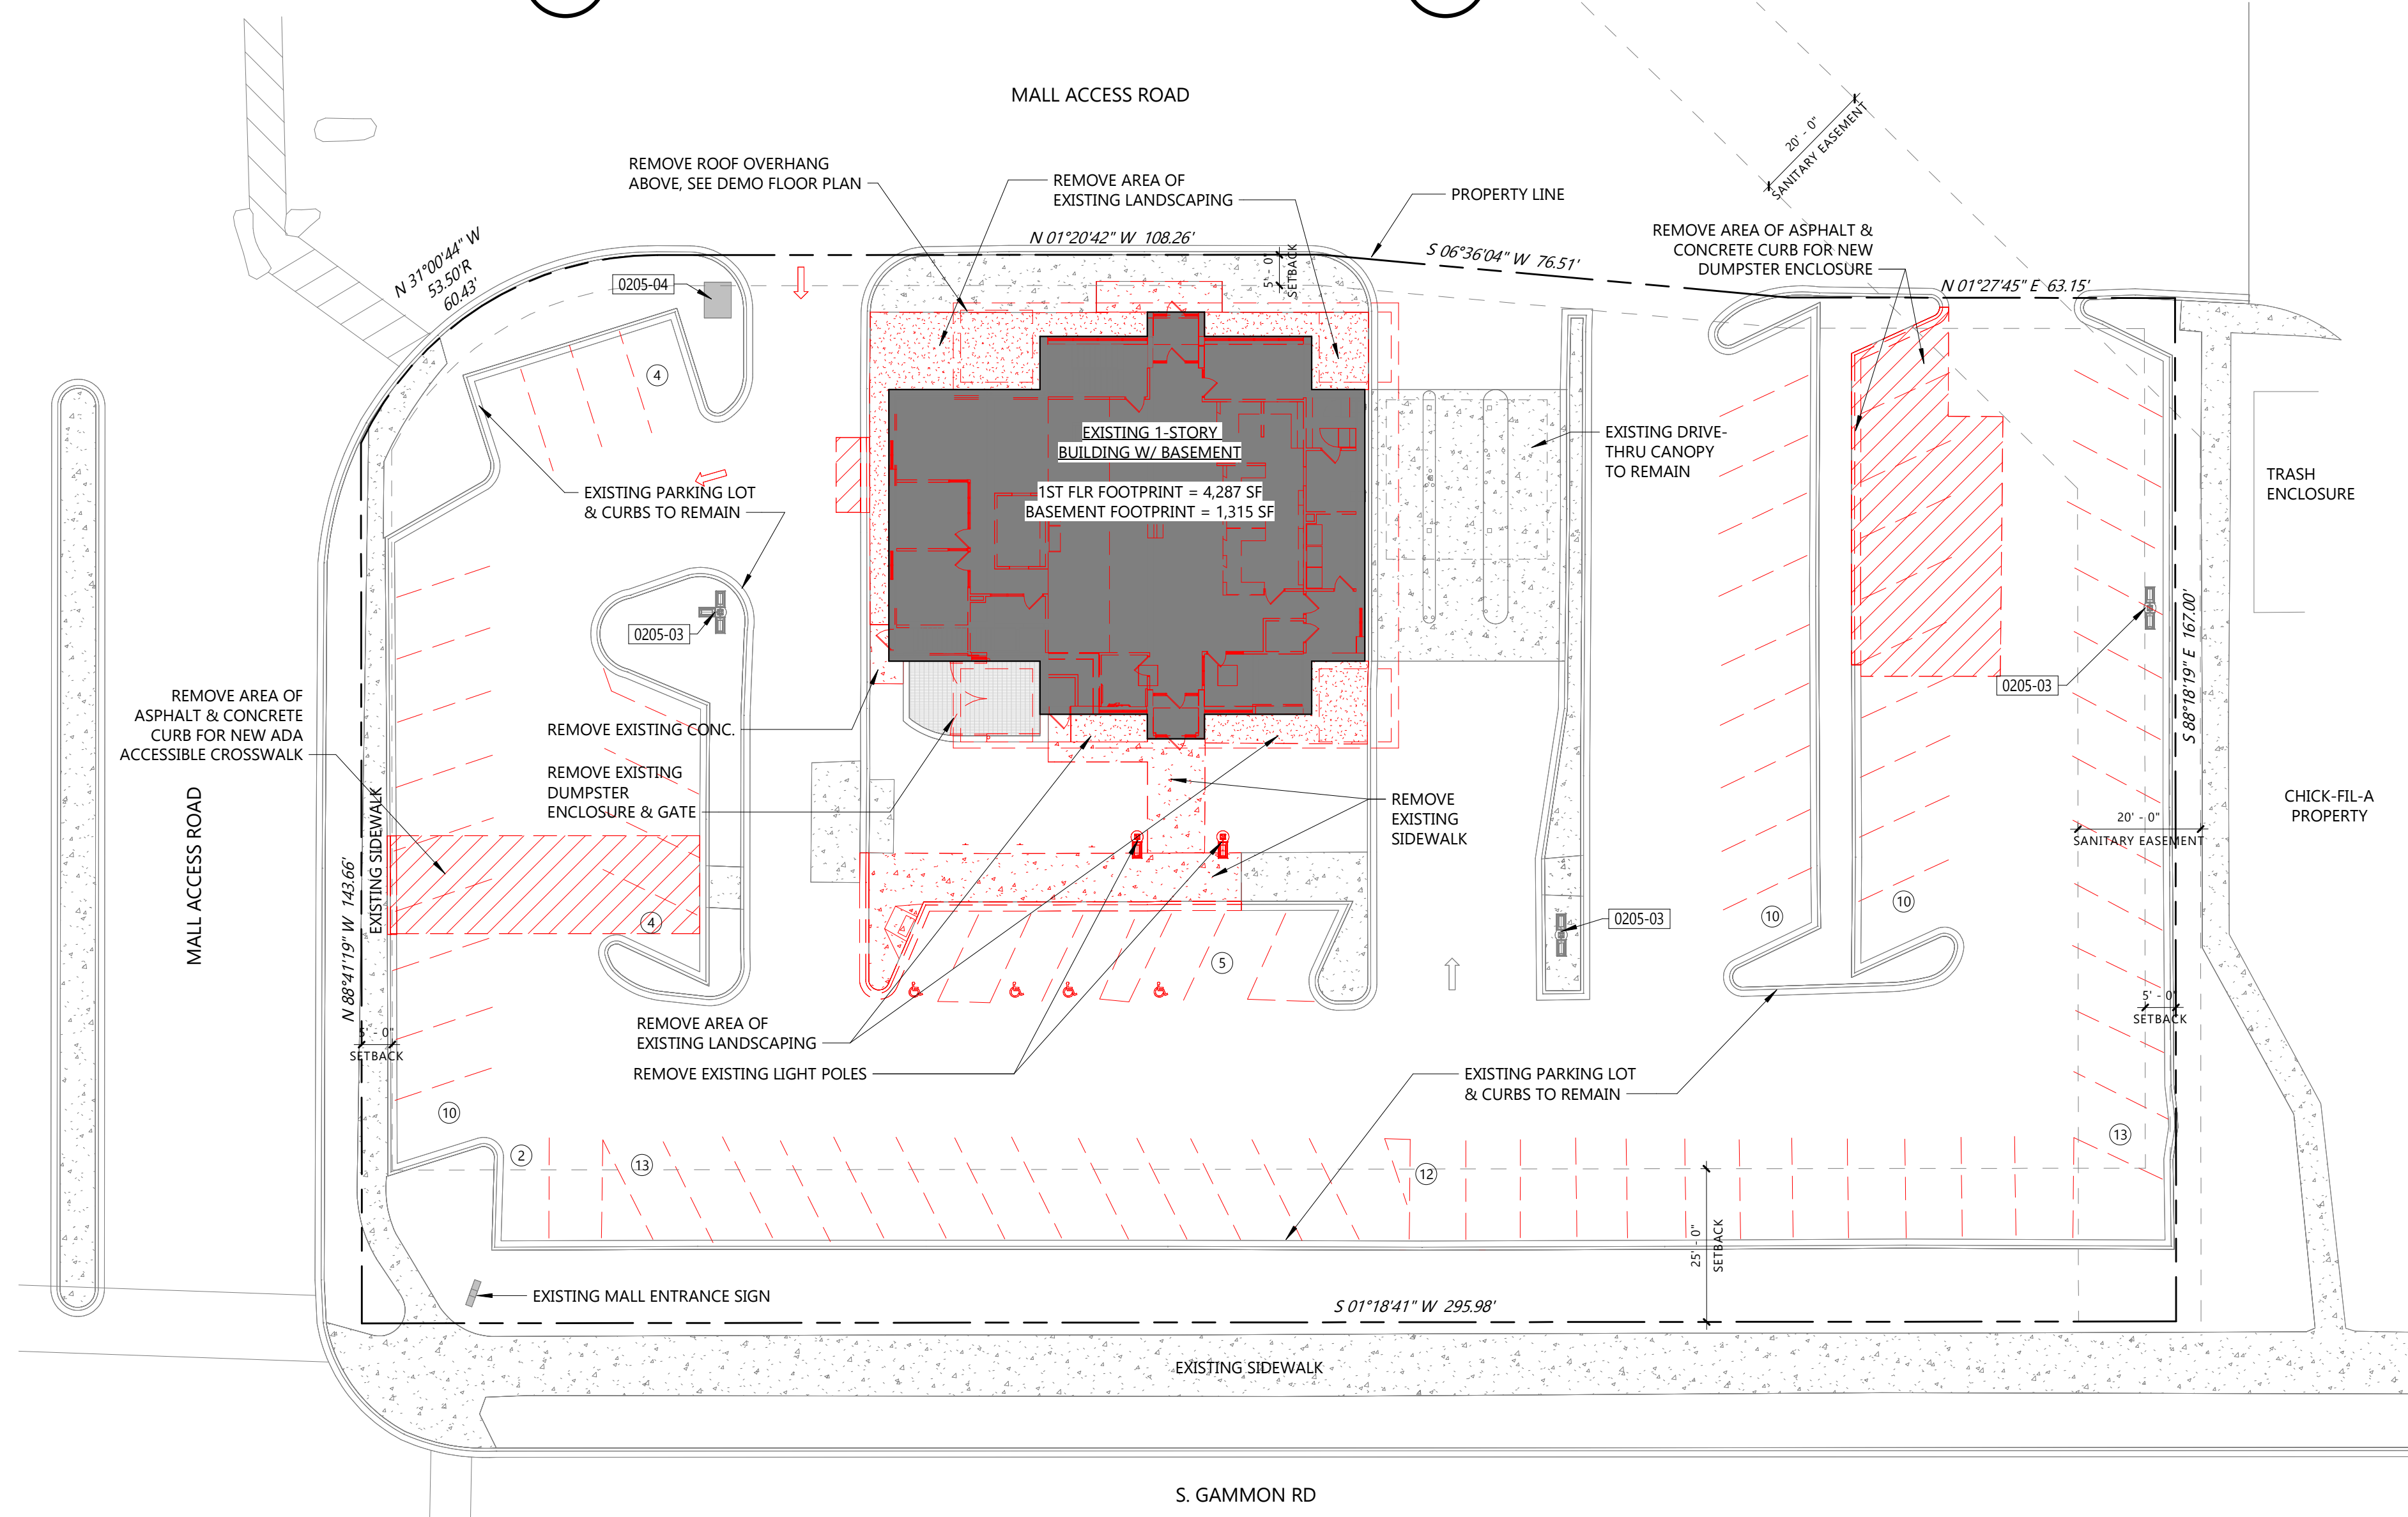 MALL ACCESS ROAD
20' - 0"
SANITARY EASEMENT
REMOVE ROOF OVERHANG
ABOVE, SEE DEMO FLOOR PLAN
REMOVE AREA OF
EXISTING LANDSCAPING
PROPERTY LINE
REMOVE AREA OF ASPHALT &
CONCRETE CURB FOR NEW
DUMPSTER ENCLOSURE
N 31°00'44" W
53.50'R
60.43'
N 01°20'42" W 108.26'
5' - 0"
SETBACK
S 06°36'04" W 76.51'
N 01°27'45" E 63.15'
0205-04
4
EXISTING 1-STORY
BUILDING W/ BASEMENT
1ST FLR FOOTPRINT = 4,287 SF
BASEMENT FOOTPRINT = 1,315 SF
EXISTING DRIVE-
THRU CANOPY
TO REMAIN
TRASH
ENCLOSURE
EXISTING PARKING LOT
& CURBS TO REMAIN
0205-03
S 88°18'19" E 167.00'
0205-03
REMOVE AREA OF
ASPHALT & CONCRETE
CURB FOR NEW ADA
ACCESSIBLE CROSSWALK
REMOVE EXISTING CONC.
REMOVE EXISTING
DUMPSTER
ENCLOSURE & GATE
REMOVE
EXISTING
SIDEWALK
CHICK-FIL-A
PROPERTY
20' - 0"
SANITARY EASEMENT
MALL ACCESS ROAD
EXISTING SIDEWALK
N 88°41'19" W 143.66'
4
10
10
0205-03
5
5' - 0"
SETBACK
5' - 0"
SETBACK
REMOVE AREA OF
EXISTING LANDSCAPING
REMOVE EXISTING LIGHT POLES
EXISTING PARKING LOT
& CURBS TO REMAIN
10
2
13
12
13
25' - 0"
SETBACK
EXISTING MALL ENTRANCE SIGN
S 01°18'41" W 295.98'
EXISTING SIDEWALK
S. GAMMON RD